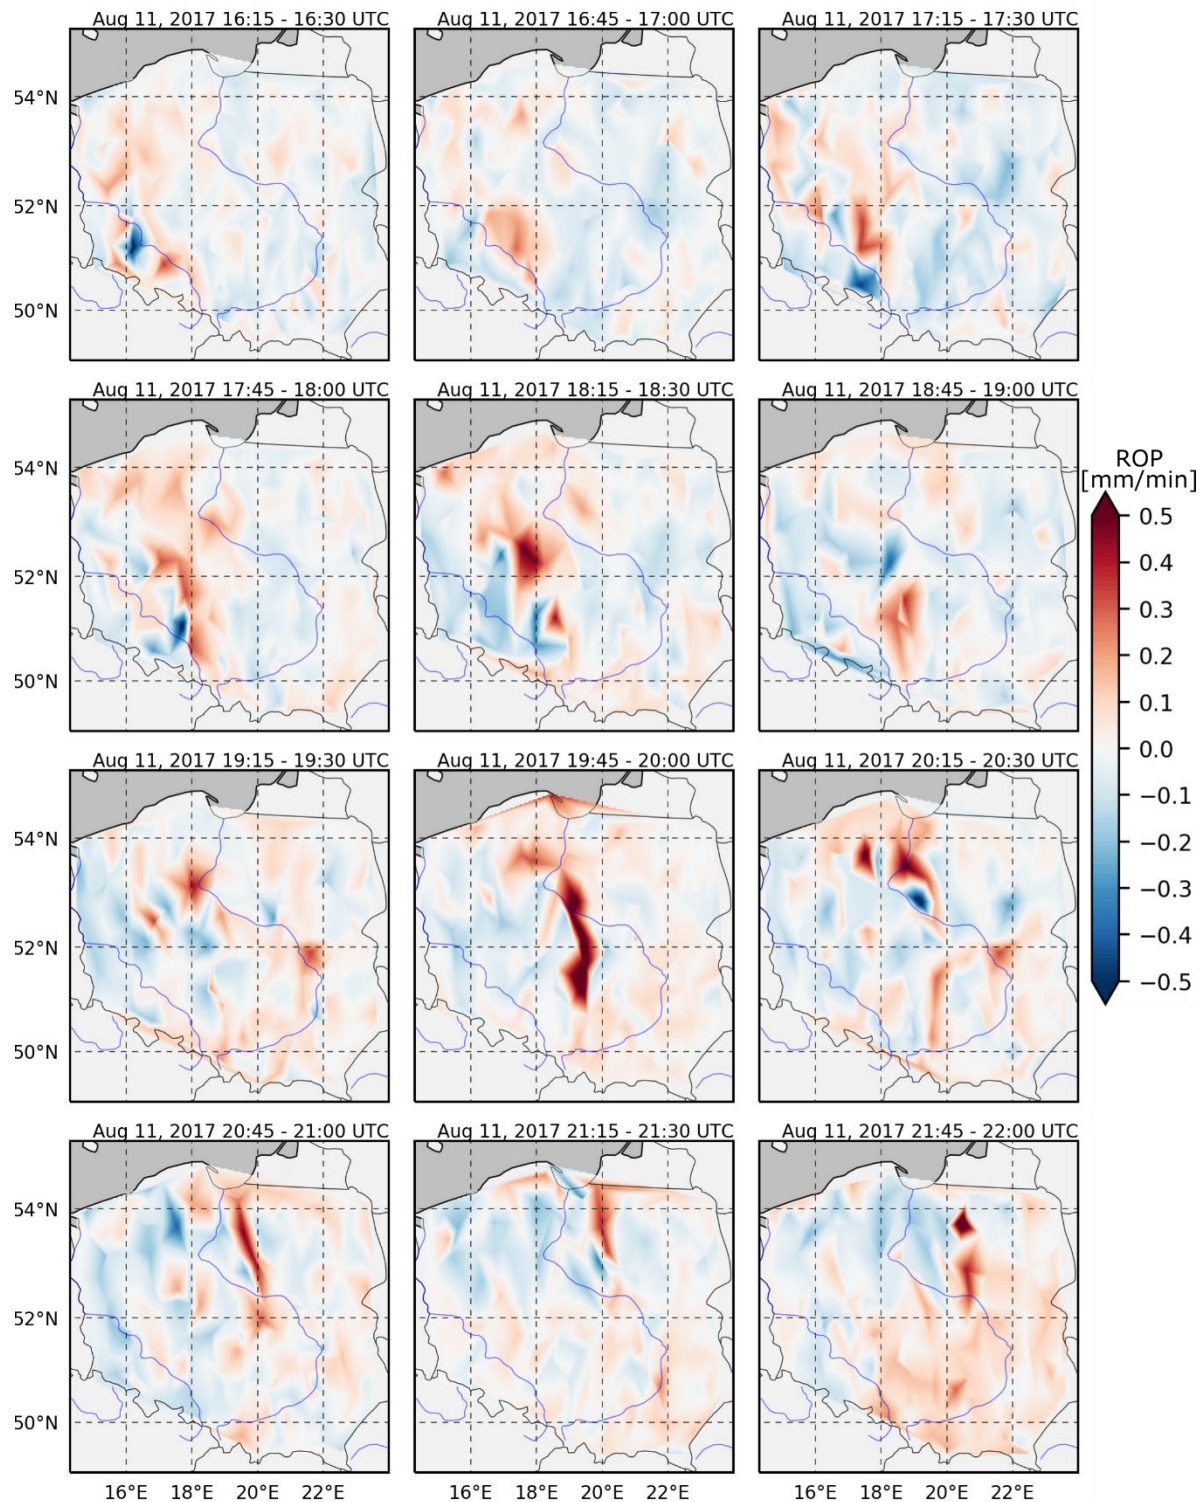 Aug 11, 2017 16:15 - 16:30 UTC
Aug 11, 2017 16:45 - 17:00 UTC
Aug 11, 2017 17:15 - 17:30 UTC
54°N
52°N
50°N
Aug 11, 2017 17:45 - 18:00 UTC
Aug 11, 2017 18:15 - 18:30 UTC
Aug 11, 2017 18:45 - 19:00 UTC
54°N
52°N
50°N
ROP
[mm/min]
0.5
0.4
0.3
0.2
0.1
0.0
−0.1
−0.2
−0.3
−0.4
−0.5
Aug 11, 2017 19:15 - 19:30 UTC
Aug 11, 2017 19:45 - 20:00 UTC
Aug 11, 2017 20:15 - 20:30 UTC
54°N
52°N
50°N
Aug 11, 2017 20:45 - 21:00 UTC
Aug 11, 2017 21:15 - 21:30 UTC
Aug 11, 2017 21:45 - 22:00 UTC
54°N
52°N
50°N
16°E 18°E 20°E 22°E
16°E 18°E 20°E 22°E
16°E 18°E 20°E 22°E